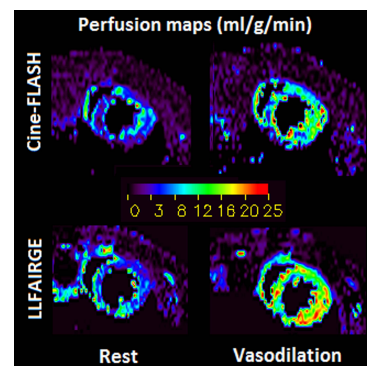 Perfusion maps (ml/g/min)
Cine-FLASH
0 3 8 12 16 20 25
LLFAIRGE
Rest Vasodilation